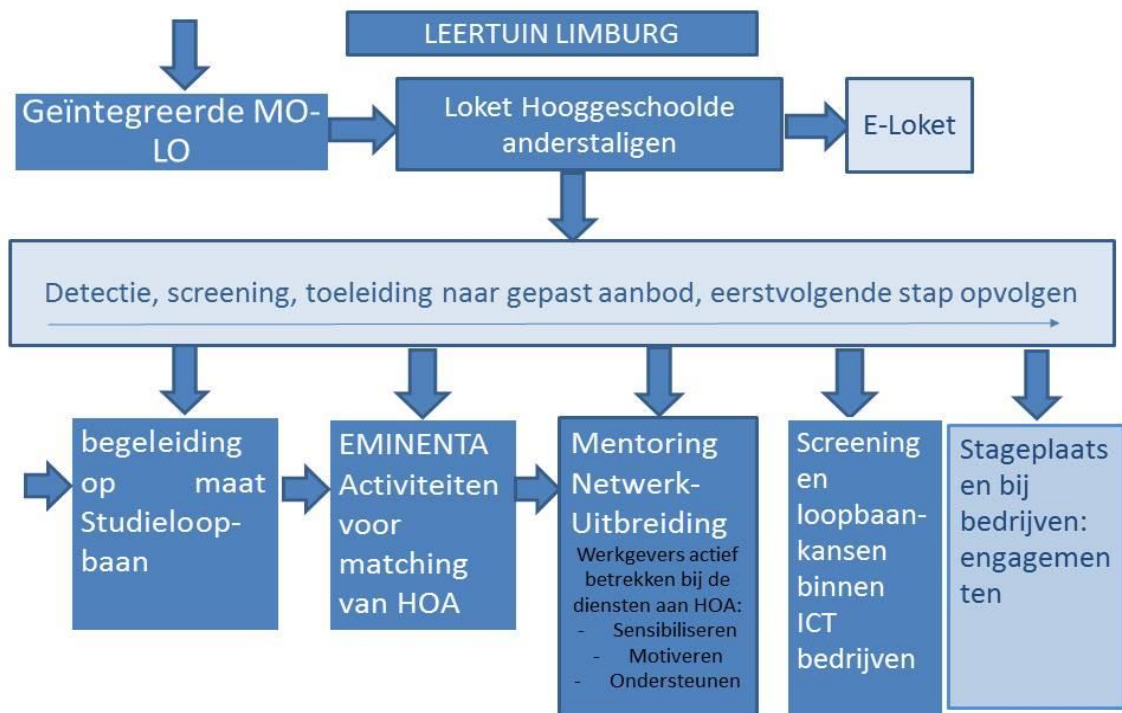 LEERTUIN LIMBURG
Geïntegreerde MO-
LO
Loket Hooggeschoolde
anderstaligen
E-Loket
Detectie, screening, toeleiding naar gepast aanbod, eerstvolgende stap opvolgen
begeleiding
op maat
Studieloop-
baan
EMINENTA
Activiteiten
voor
matching
van HOA
Mentoring
Netwerk-
Uitbreiding
Werkgevers actief
betrekken bij de
diensten aan HOA:
- Sensibiliseren
- Motiveren
- Ondersteunen
Screening
en
loopbaan-
kansen
binnen
ICT
bedrijven
Stageplaats
en bij
bedrijven:
engagemen
ten